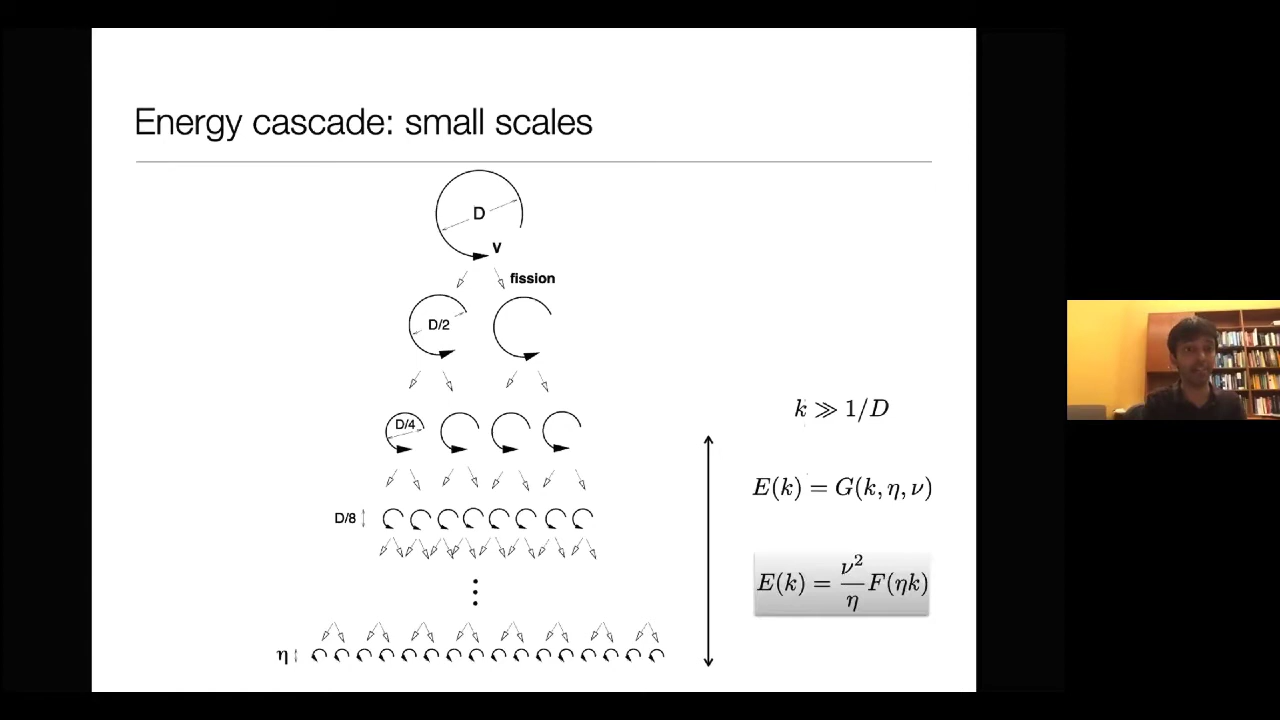 Energy cascade: small scales
D
v
fission
D/2
D/4
k ≫ 1/D
E(k) = G(k, η, ν)
D/8
E(k) = ν²/η F(ηk)
η